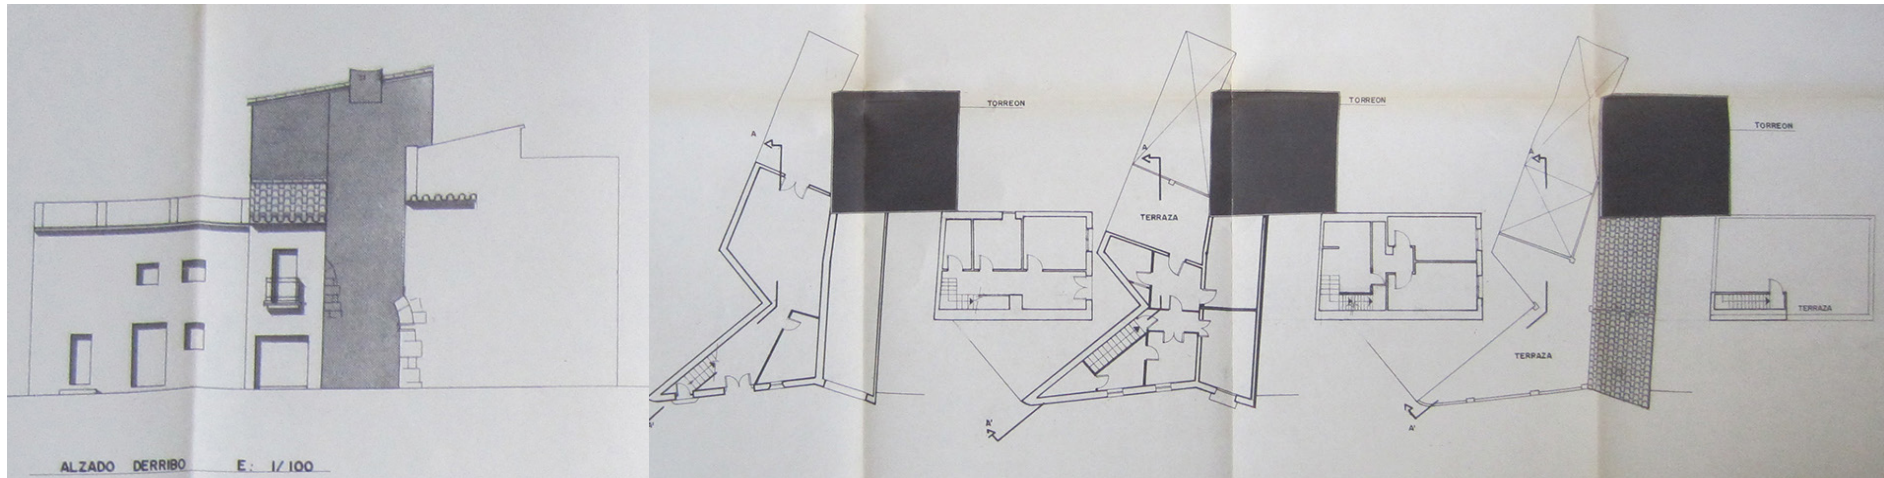 ALZADO DERRIBO E: 1/100
TORREON
A
A'
TORREON
A
TERRAZA
A'
TORREON
A
TERRAZA
TERRAZA
A'